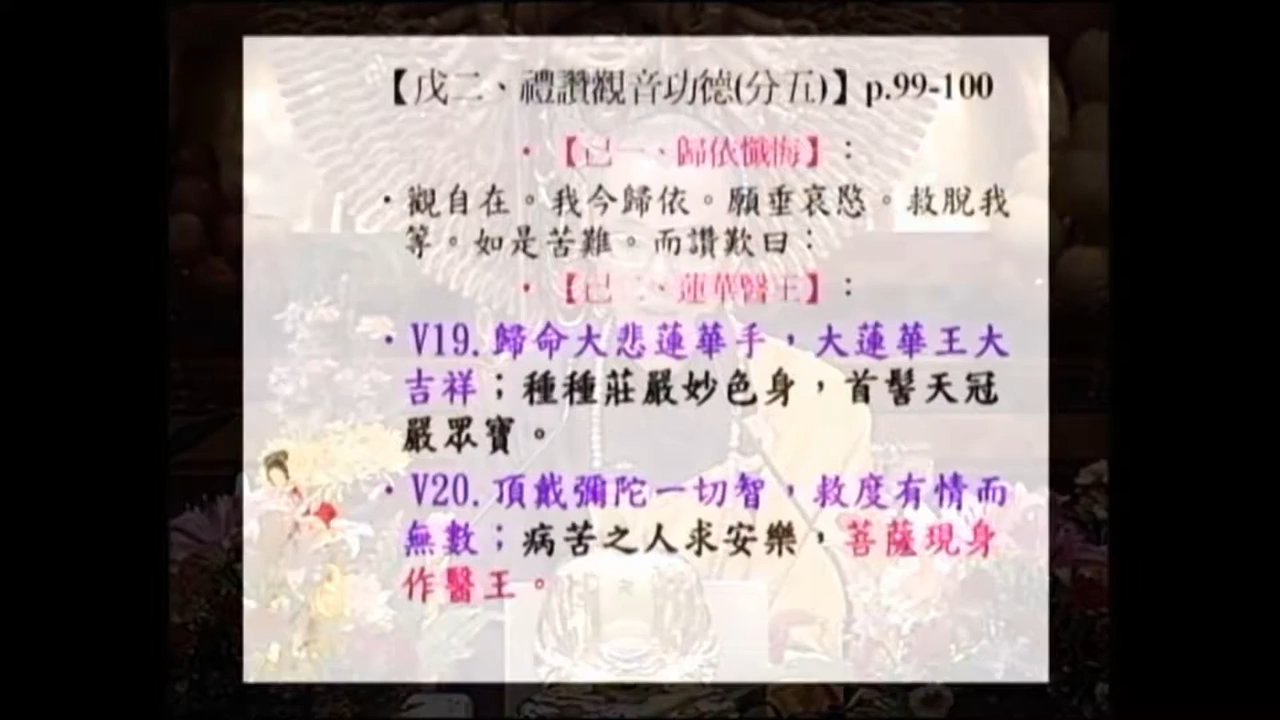 【戊二、禮讚觀音功德(分五)】p.99-100
・【己一、歸依懺悔】：
・觀自在。我今歸依。願垂哀愍。救脫我
等。如是苦難。而讚歎曰：
・【己二、蓮華醫王】：
・V19.歸命大悲蓮華手，大蓮華王大
吉祥；種種莊嚴妙色身，首髻天冠
嚴眾寶。
・V20.頂戴彌陀一切智，救度有情而
無數；病苦之人求安樂，菩薩現身
作醫王。